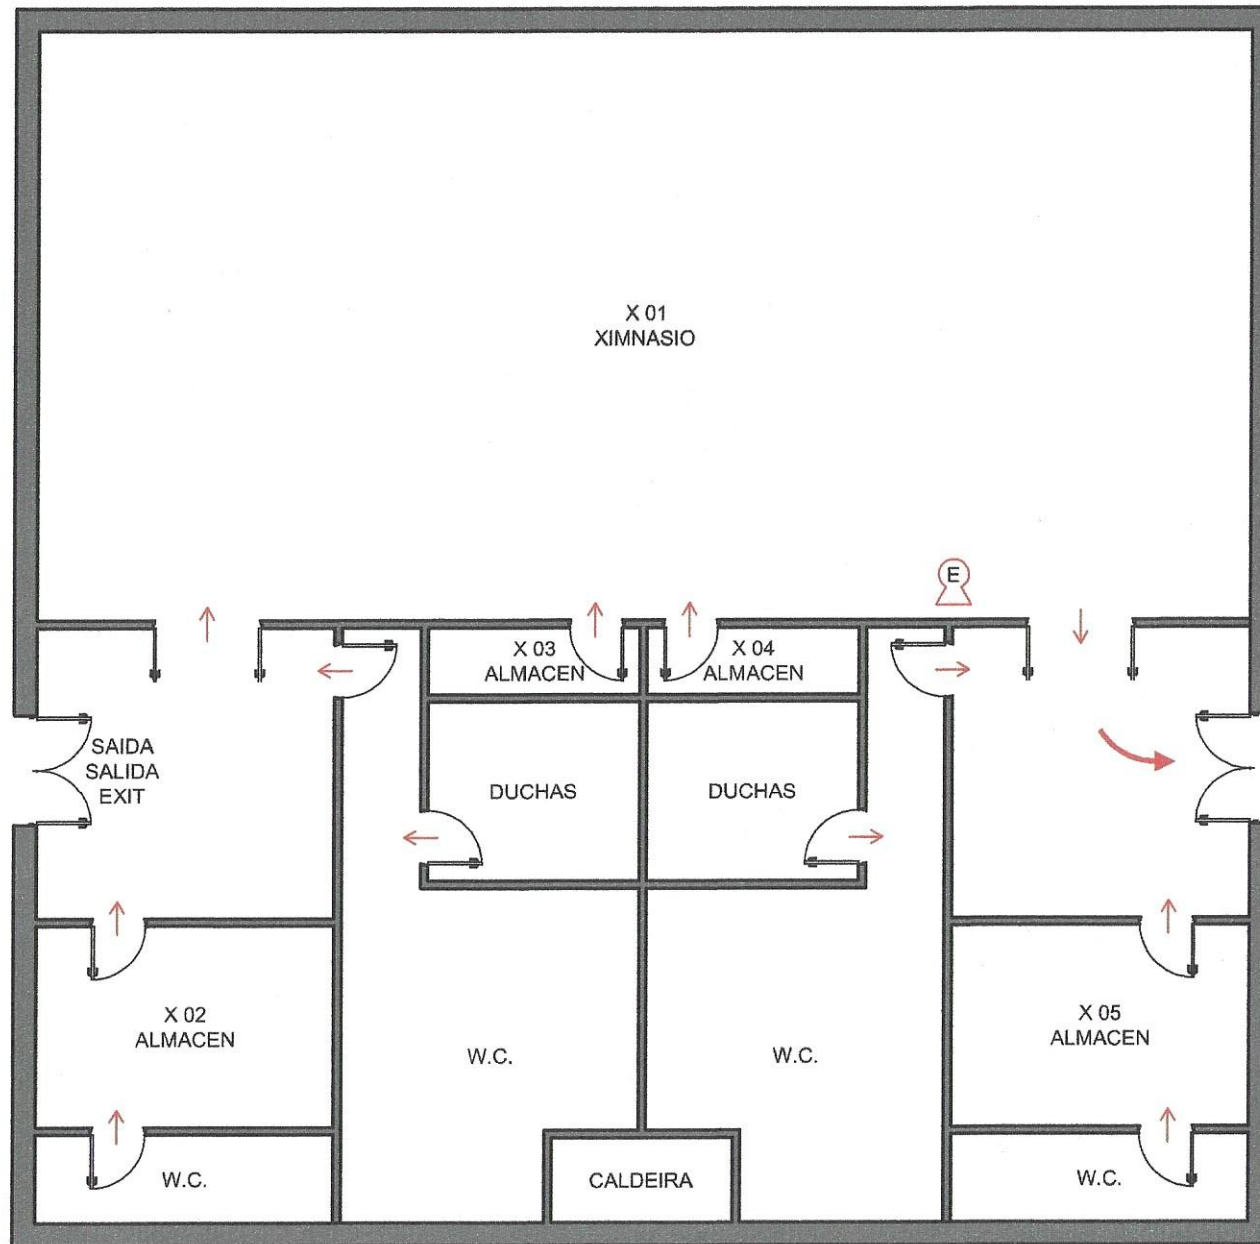 X 01
XIMNASIO
E
X 03
ALMACEN
X 04
ALMACEN
SAIDA
SALIDA
EXIT
DUCHAS
DUCHAS
X 02
ALMACEN
W.C.
W.C.
X 05
ALMACEN
W.C.
CALDEIRA
W.C.